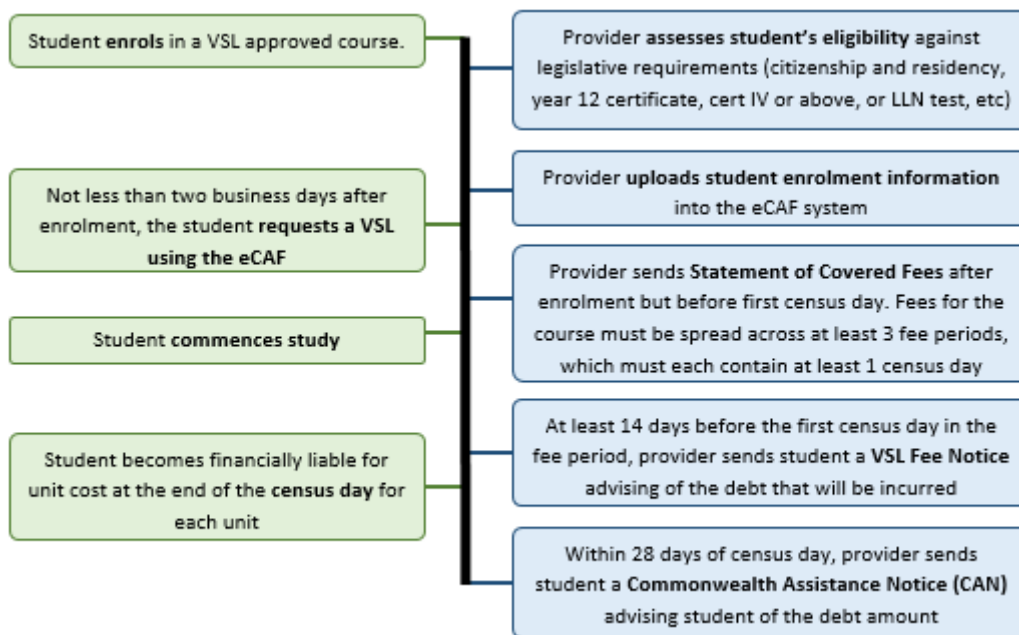 Student enrols in a VSL approved course.
Provider assesses student's eligibility against
legislative requirements (citizenship and residency,
year 12 certificate, cert IV or above, or LLN test, etc)
Not less than two business days after
enrolment, the student requests a VSL
using the eCAF
Provider uploads student enrolment information
into the eCAF system
Provider sends Statement of Covered Fees after
enrolment but before first census day. Fees for the
course must be spread across at least 3 fee periods,
which must each contain at least 1 census day
Student commences study
At least 14 days before the first census day in the
fee period, provider sends student a VSL Fee Notice
advising of the debt that will be incurred
Student becomes financially liable for
unit cost at the end of the census day for
each unit
Within 28 days of census day, provider sends
student a Commonwealth Assistance Notice (CAN)
advising student of the debt amount